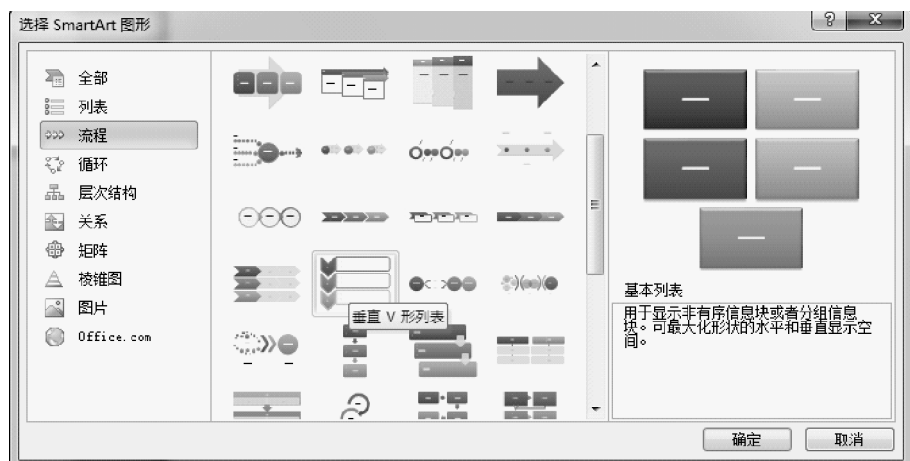 选择 SmartArt 图形
全部
列表
流程
循环
层次结构
关系
矩阵
棱锥图
图片
Office.com
垂直 V 形列表
基本列表
用于显示非有序信息块或者分组信息
块。可最大化形状的水平和垂直显示空
间。
确定
取消